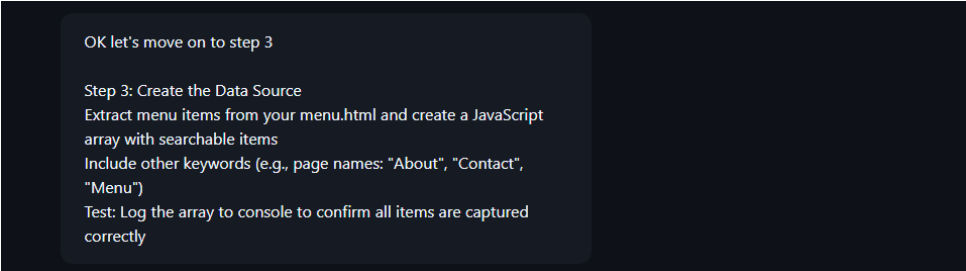 OK let's move on to step 3
Step 3: Create the Data Source
Extract menu items from your menu.html and create a JavaScript
array with searchable items
Include other keywords (e.g., page names: "About", "Contact",
"Menu")
Test: Log the array to console to confirm all items are captured
correctly